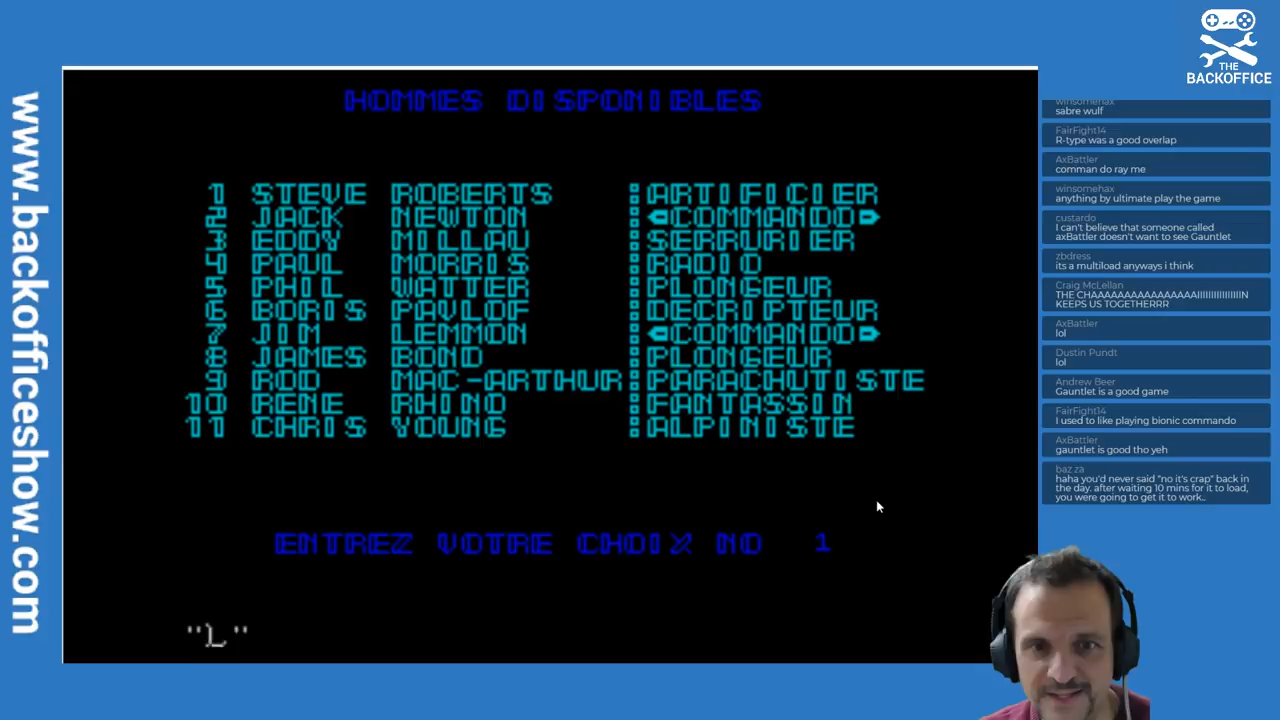 THE
BACKOFFICE
www.backofficeshow.com
HOMMES DISPONIBLES
1 STEVE ROBERTS :ARTIFICIER
2 JACK NEWTON :COMMANDO
3 EDDY MILLAU :SERRURIER
4 PAUL MORRIS :RADIO
5 PHIL WATTER :PLONGEUR
6 BORIS PAVLOF :DECRIPTEUR
7 JIM LEMMON :COMMANDO
8 JAMES BOND :PLONGEUR
9 ROD MAC-ARTHUR:PARACHUTISTE
10 RENE RHINO :FANTASSIN
11 CHRIS YOUNG :ALPINISTE
ENTREZ VOTRE CHOIX NO 1
"L"
winsomehax
sabre wulf
FairFight14
R-type was a good overlap
AxBattler
comman do ray me
winsomehax
anything by ultimate play the game
custardo
I can't believe that someone called
axBattler doesn't want to see Gauntlet
zbdress
its a multiload anyways i think
Craig McLellan
THE CHAAAAAAAAAAAAAAAAIIIIIIIIIIIIIIIIN
KEEPS US TOGETHERRR
AxBattler
lol
Dustin Pundt
lol
Andrew Beer
Gauntlet is a good game
FairFight14
I used to like playing bionic commando
AxBattler
gauntlet is good tho yeh
baz za
haha you'd never said "no it's crap" back in
the day. after waiting 10 mins for it to load,
you were going to get it to work..